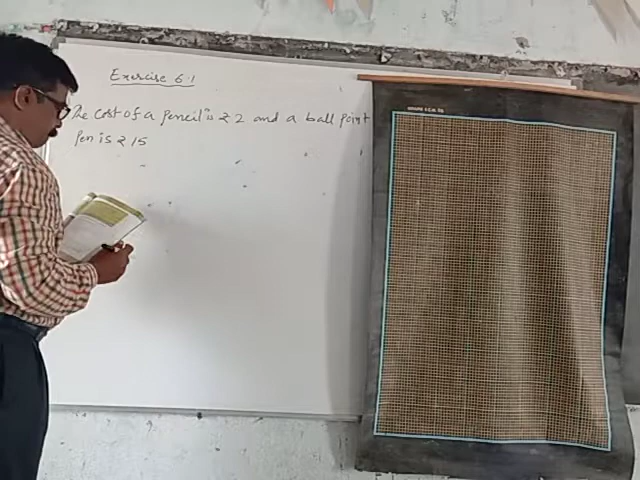 Exercise 6.1
The cost of a pencil is ₹ 2 and a ball point
Pen is ₹ 15